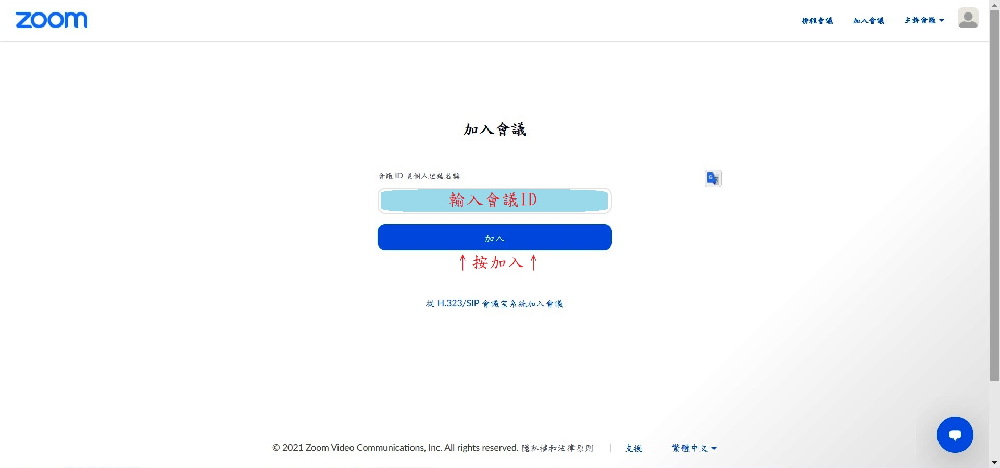 zoom
排程會議
加入會議
主持會議
加入會議
會議 ID 或個人連結名稱
輸入會議ID
加入
↑按加入↑
從 H.323/SIP 會議室系統加入會議
© 2021 Zoom Video Communications, Inc. All rights reserved. 隱私權和法律原則
支援
繁體中文